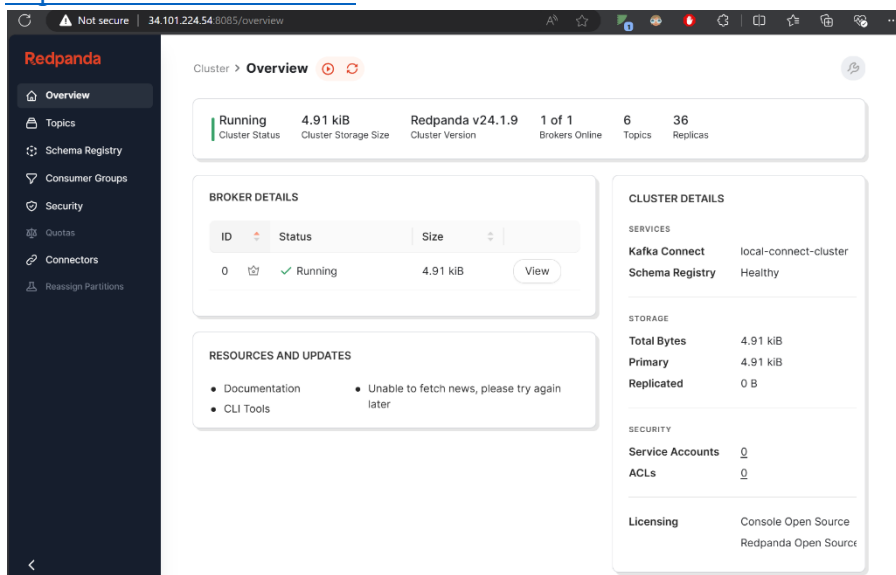 Not secure 34.101.224.54:8085/overview
1
Redpanda
Overview
Topics
Schema Registry
Consumer Groups
Security
Quotas
Connectors
Reassign Partitions
Cluster > Overview
Running 4.91 kiB Redpanda v24.1.9 1 of 1 6 36
Cluster Status Cluster Storage Size Cluster Version Brokers Online Topics Replicas
BROKER DETAILS
ID Status Size
0 Running 4.91 kiB View
RESOURCES AND UPDATES
• Documentation
• CLI Tools
• Unable to fetch news, please try again
later
CLUSTER DETAILS
SERVICES
Kafka Connect local-connect-cluster
Schema Registry Healthy
STORAGE
Total Bytes 4.91 kiB
Primary 4.91 kiB
Replicated 0 B
SECURITY
Service Accounts 0
ACLs 0
Licensing Console Open Source
Redpanda Open Source